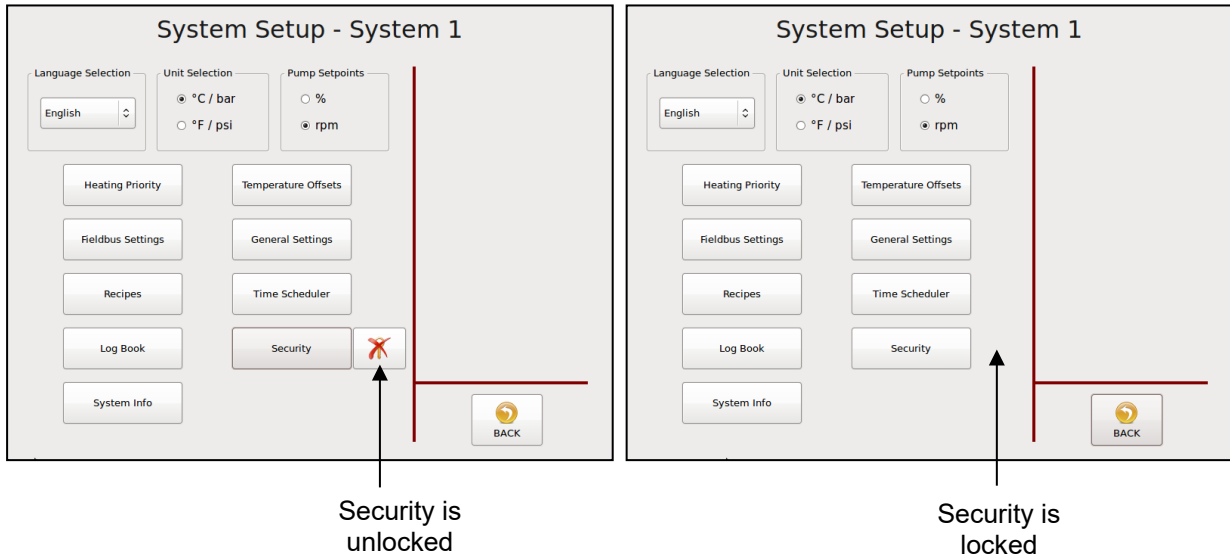 System Setup - System 1
Language Selection
Unit Selection
Pump Setpoints
English
°C / bar
°F / psi
%
rpm
Heating Priority
Temperature Offsets
Fieldbus Settings
General Settings
Recipes
Time Scheduler
Log Book
Security
System Info
BACK
Security is
unlocked
System Setup - System 1
Language Selection
Unit Selection
Pump Setpoints
English
°C / bar
°F / psi
%
rpm
Heating Priority
Temperature Offsets
Fieldbus Settings
General Settings
Recipes
Time Scheduler
Log Book
Security
System Info
BACK
Security is
locked